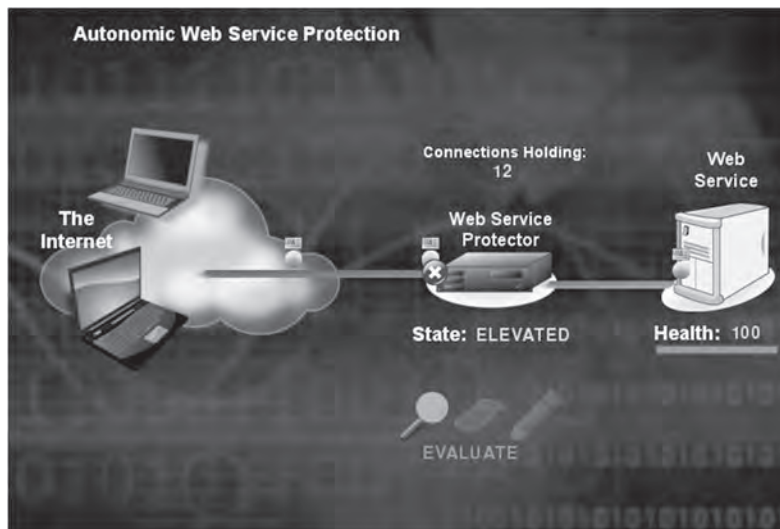 Autonomic Web Service Protection
Connections Holding:
12
Web
Service
The
Internet
Web Service
Protector
State: ELEVATED
Health: 100
EVALUATE